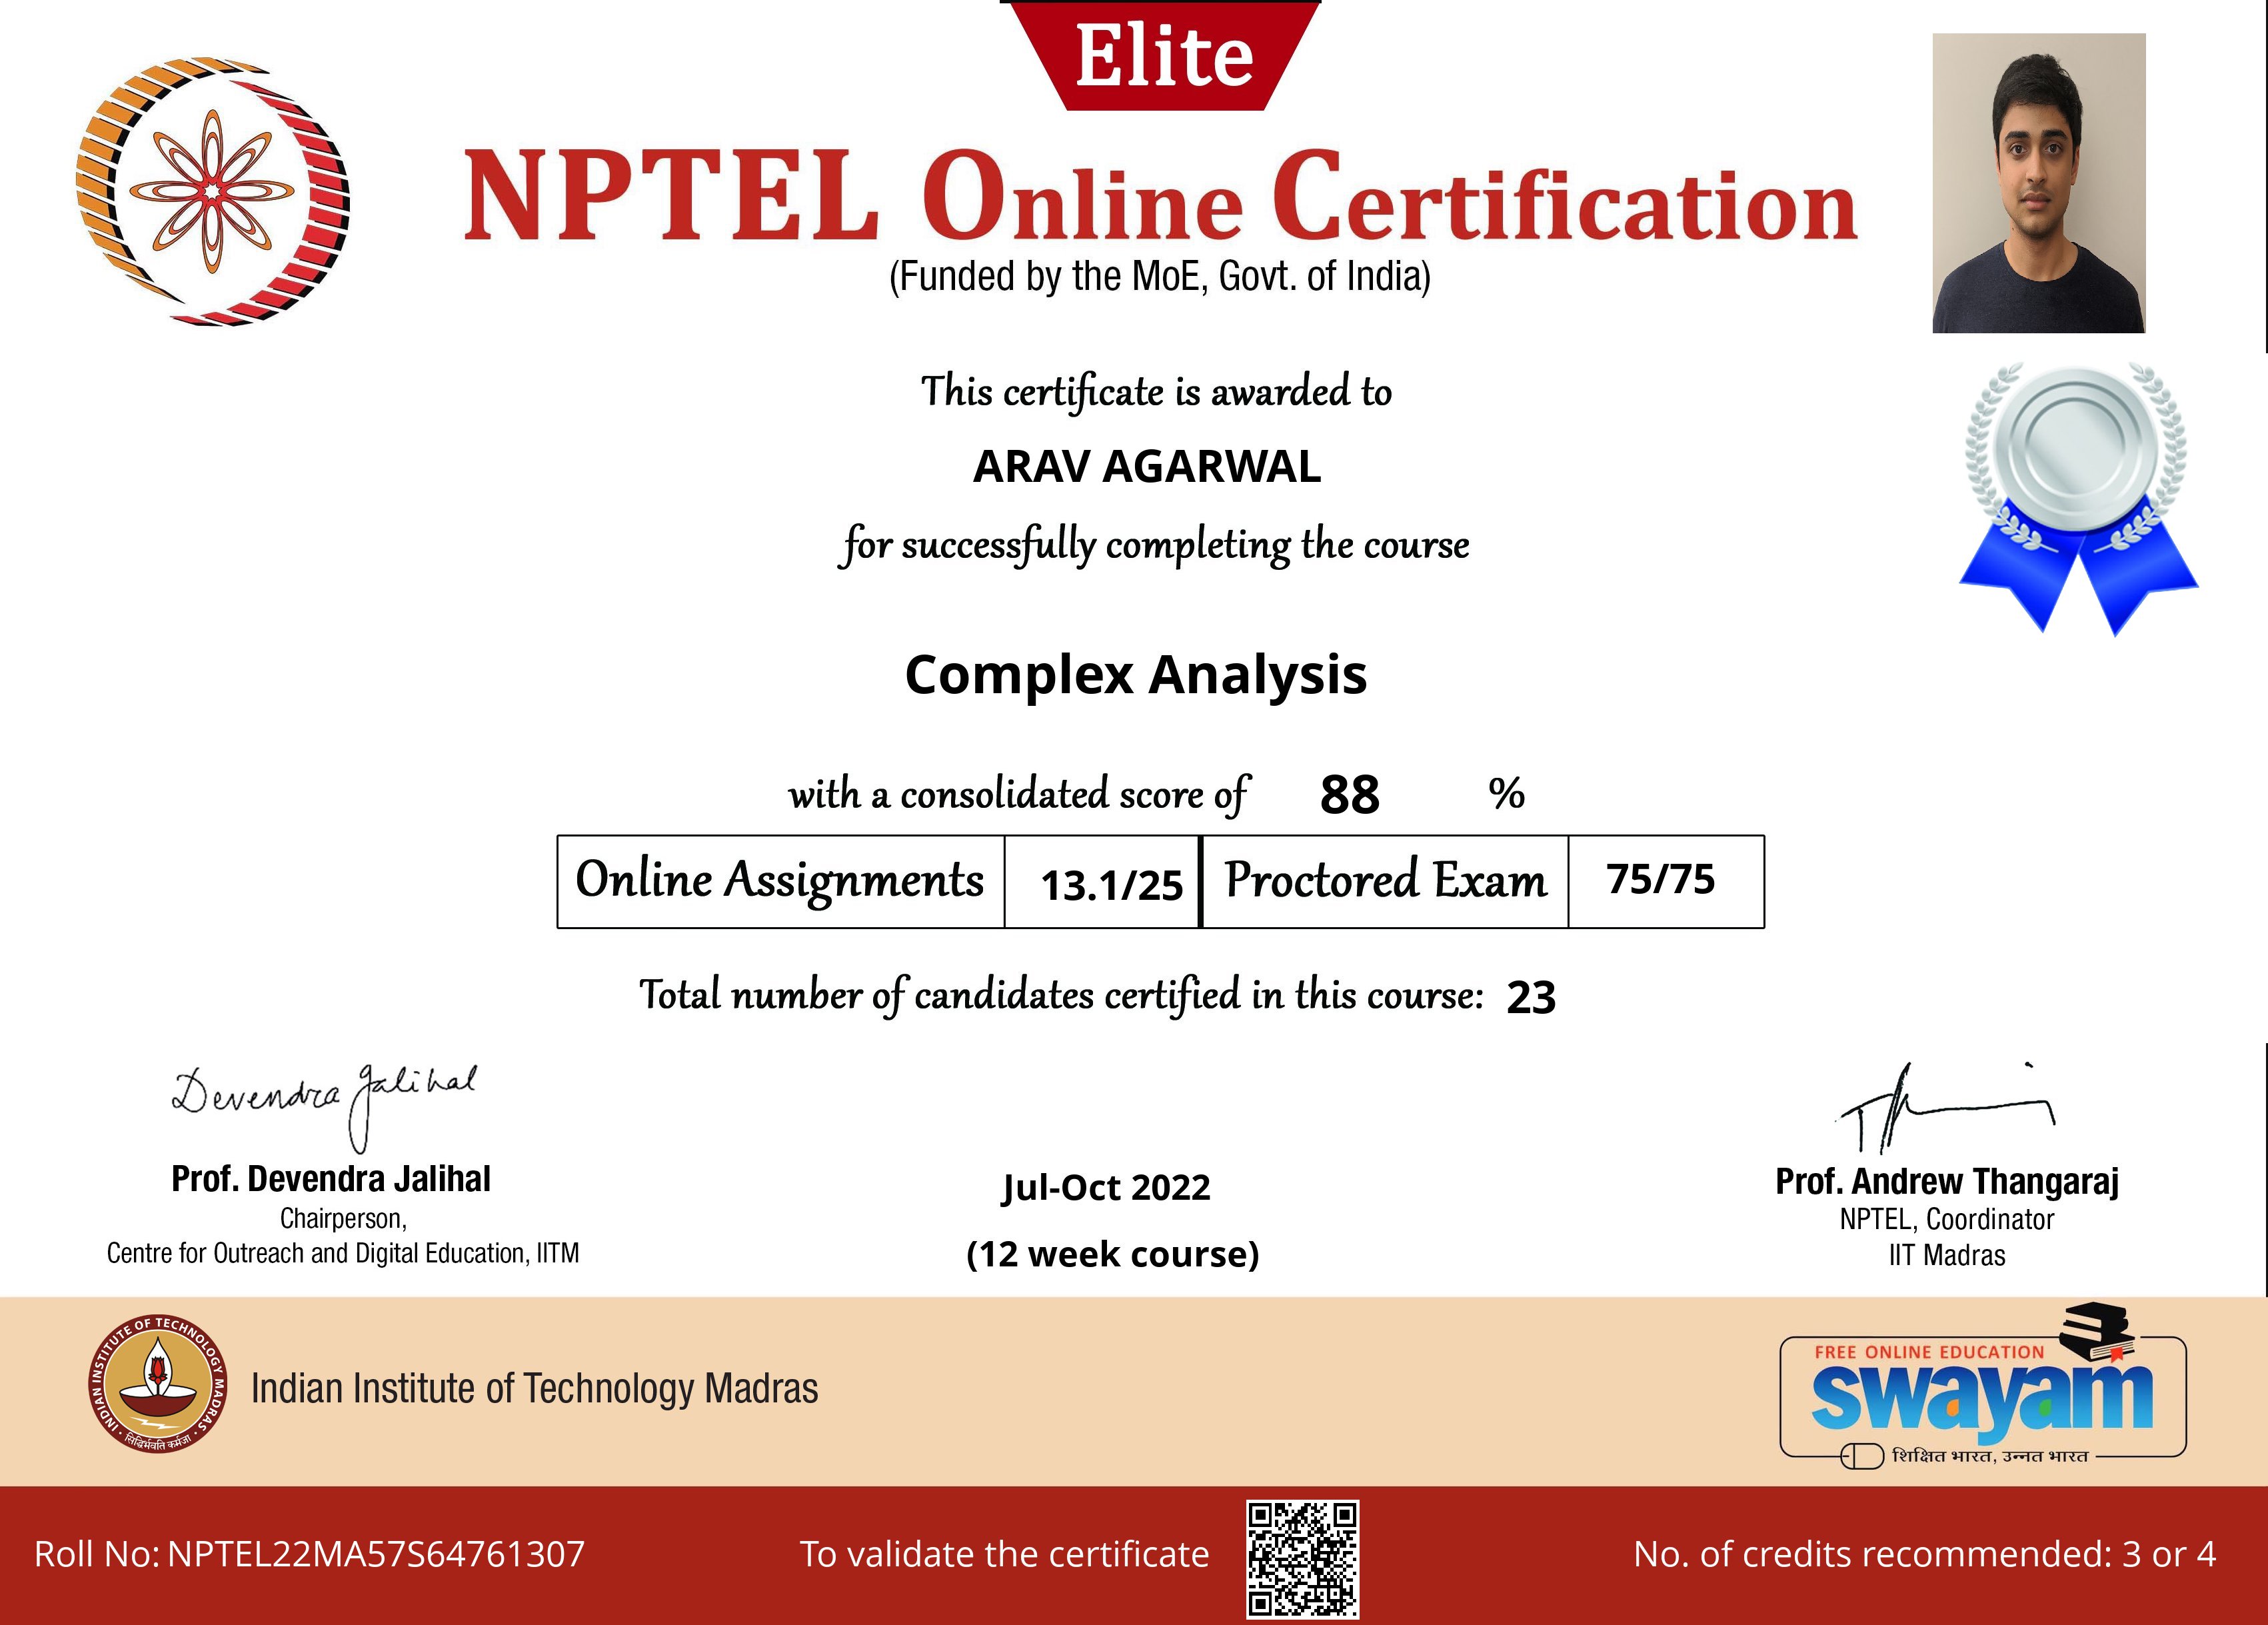 Elite
NPTEL Online Certification
(Funded by the MoE, Govt. of India)
This certificate is awarded to
ARAV AGARWAL
for successfully completing the course
Complex Analysis
with a consolidated score of 88 %
Online Assignments 13.1/25 Proctored Exam 75/75
Total number of candidates certified in this course: 23
Devendra Jalihal
Prof. Devendra Jalihal
Chairperson,
Centre for Outreach and Digital Education, IITM
Jul-Oct 2022
(12 week course)
Prof. Andrew Thangaraj
NPTEL, Coordinator
IIT Madras
INDIAN INSTITUTE OF TECHNOLOGY MADRAS
सिद्धिर्भवति कर्मजा
Indian Institute of Technology Madras
FREE ONLINE EDUCATION
swayam
शिक्षित भारत, उन्नत भारत
Roll No: NPTEL22MA57S64761307
To validate the certificate
No. of credits recommended: 3 or 4